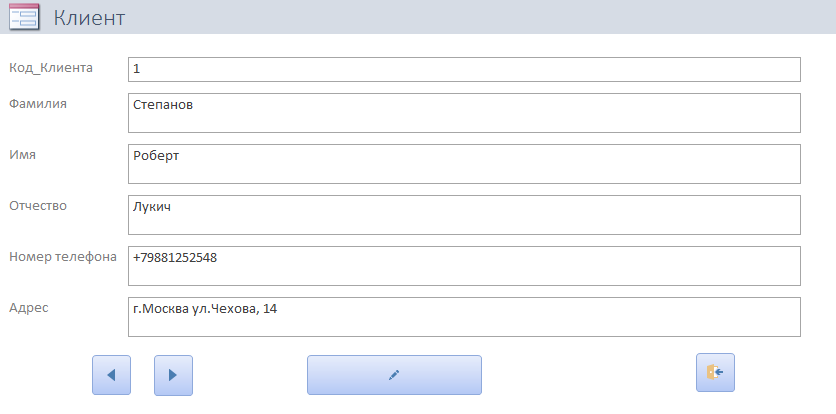 Клиент
Код_Клиента 1
Фамилия Степанов
Имя Роберт
Отчество Лукич
Номер телефона +79881252548
Адрес г.Москва ул.Чехова, 14